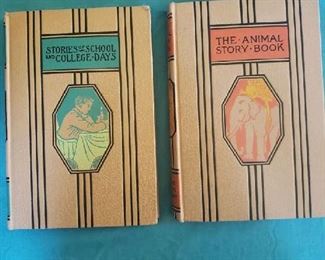 STORIES OF SCHOOL
AND COLLEGE · DAYS
THE · ANIMAL
STORY · BOOK